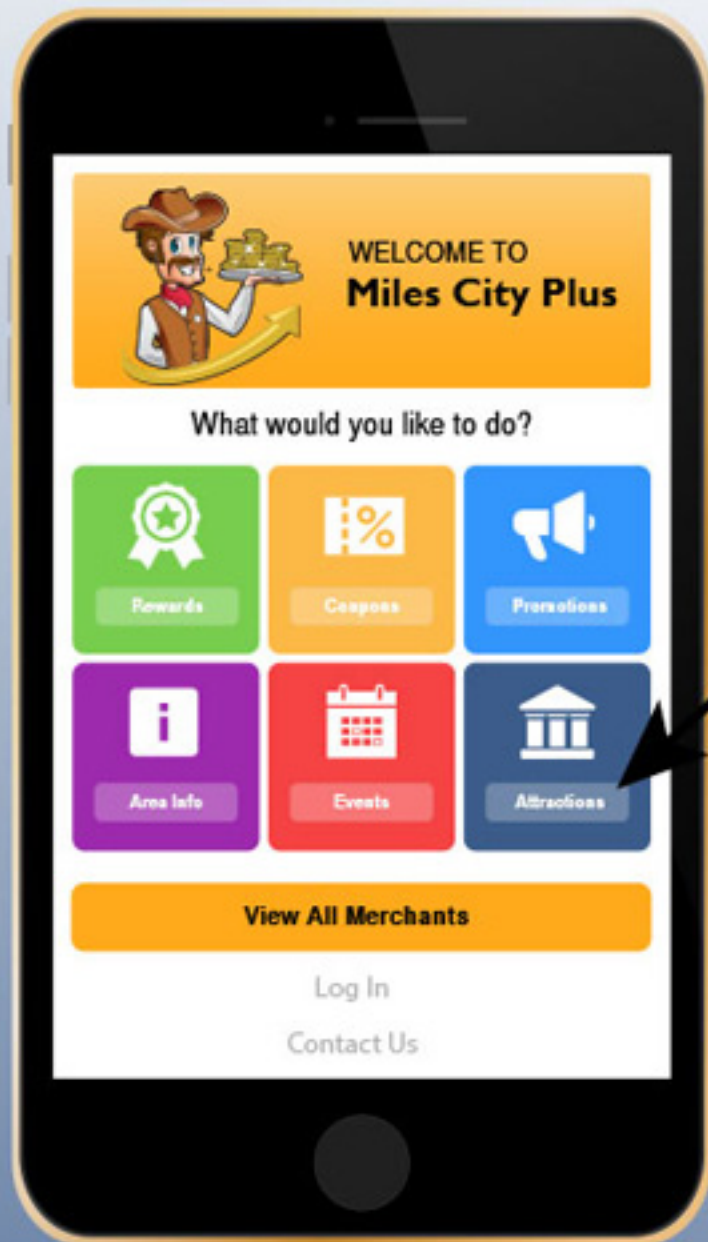 WELCOME TO
Miles City Plus
What would you like to do?
Rewards
Coupons
Promotions
Area Info
Events
Attractions
View All Merchants
Log In
Contact Us